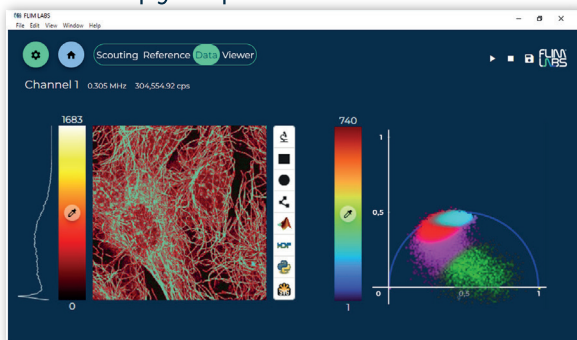 FLIM LABS
File Edit View Window Help
Scouting Reference Data Viewer
FLIM LABS
Channel 1 0.305 MHz 304,554.92 cps
1683
0
HDF
740
1
1
0,5
0
0,5
1